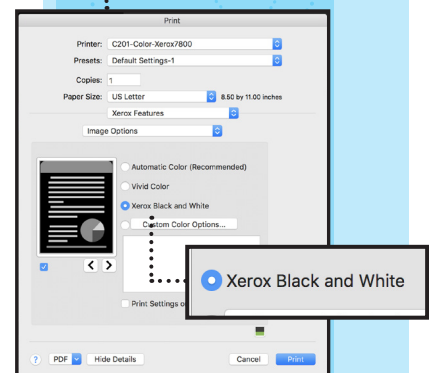 Print
Printer: C201-Color-Xerox7800
Presets: Default Settings-1
Copies: 1
Paper Size: US Letter 8.50 by 11.00 inches
Xerox Features
Image Options
Automatic Color (Recommended)
Vivid Color
Xerox Black and White
Custom Color Options...
Xerox Black and White
Print Settings
? PDF Hide Details Cancel Print